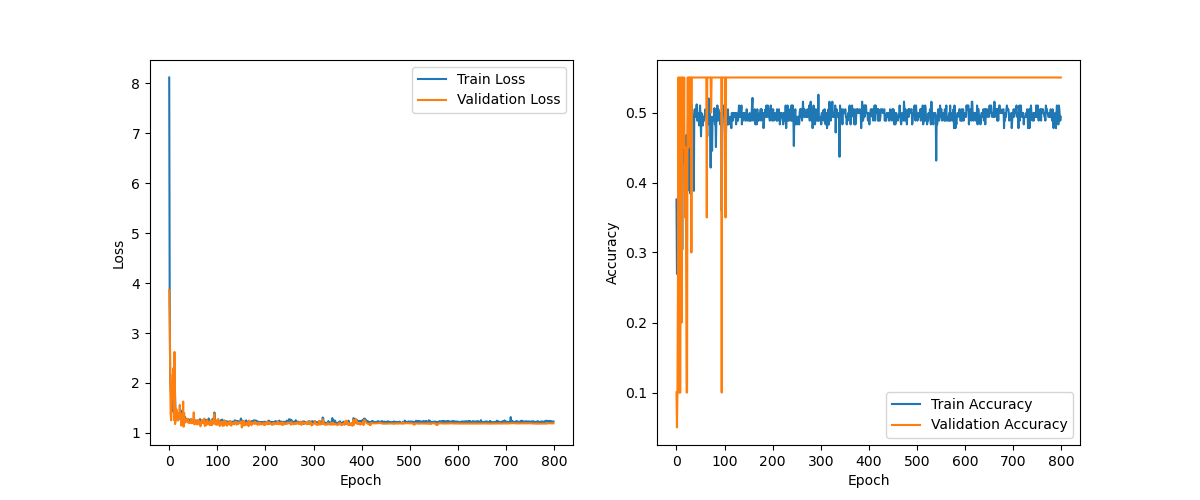 8
7
6
5
4
3
2
1
Loss
0 100 200 300 400 500 600 700 800
Epoch
Train Loss
Validation Loss
0.5
0.4
0.3
0.2
0.1
Accuracy
0 100 200 300 400 500 600 700 800
Epoch
Train Accuracy
Validation Accuracy